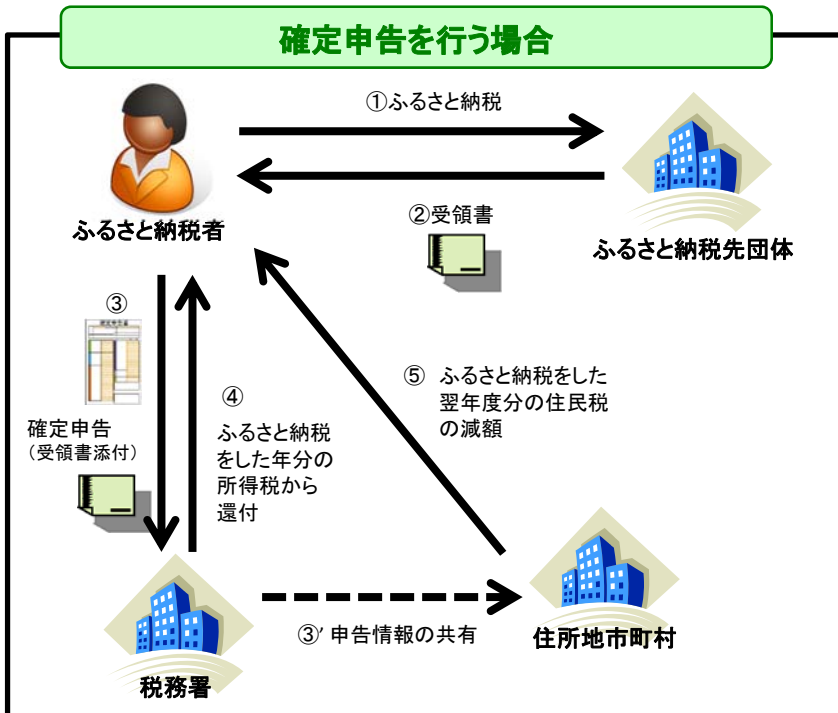 確定申告を行う場合
①ふるさと納税
②受領書
ふるさと納税者
ふるさと納税先団体
③
確定申告
（受領書添付）
④
ふるさと納税
をした年分の
所得税から
還付
⑤ ふるさと納税をした
翌年度分の住民税
の減額
③’申告情報の共有
税務署
住所地市町村